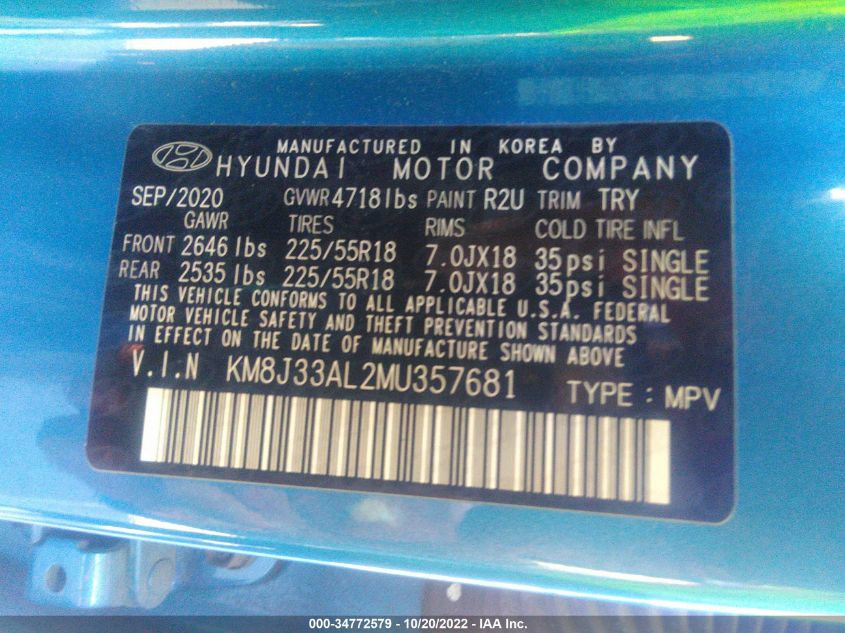 MANUFACTURED IN KOREA BY
HYUNDAI MOTOR COMPANY
SEP/2020 GVWR 4718lbs PAINT R2U TRIM TRY
GAWR TIRES RIMS COLD TIRE INFL
FRONT 2646 lbs 225/55R18 7.0JX18 35psi SINGLE
REAR 2535 lbs 225/55R18 7.0JX18 35psi SINGLE
THIS VEHICLE CONFORMS TO ALL APPLICABLE U.S.A. FEDERAL
MOTOR VEHICLE SAFETY AND THEFT PREVENTION STANDARDS
IN EFFECT ON THE DATE OF MANUFACTURE SHOWN ABOVE
V.I.N KM8J33AL2MU357681 TYPE : MPV
000-34772579 - 10/20/2022 - IAA Inc.